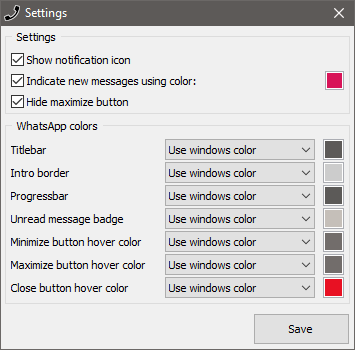 Settings
Settings
Show notification icon
Indicate new messages using color:
Hide maximize button
WhatsApp colors
Titlebar Use windows color
Intro border Use windows color
Progressbar Use windows color
Unread message badge Use windows color
Minimize button hover color Use windows color
Maximize button hover color Use windows color
Close button hover color Use windows color
Save